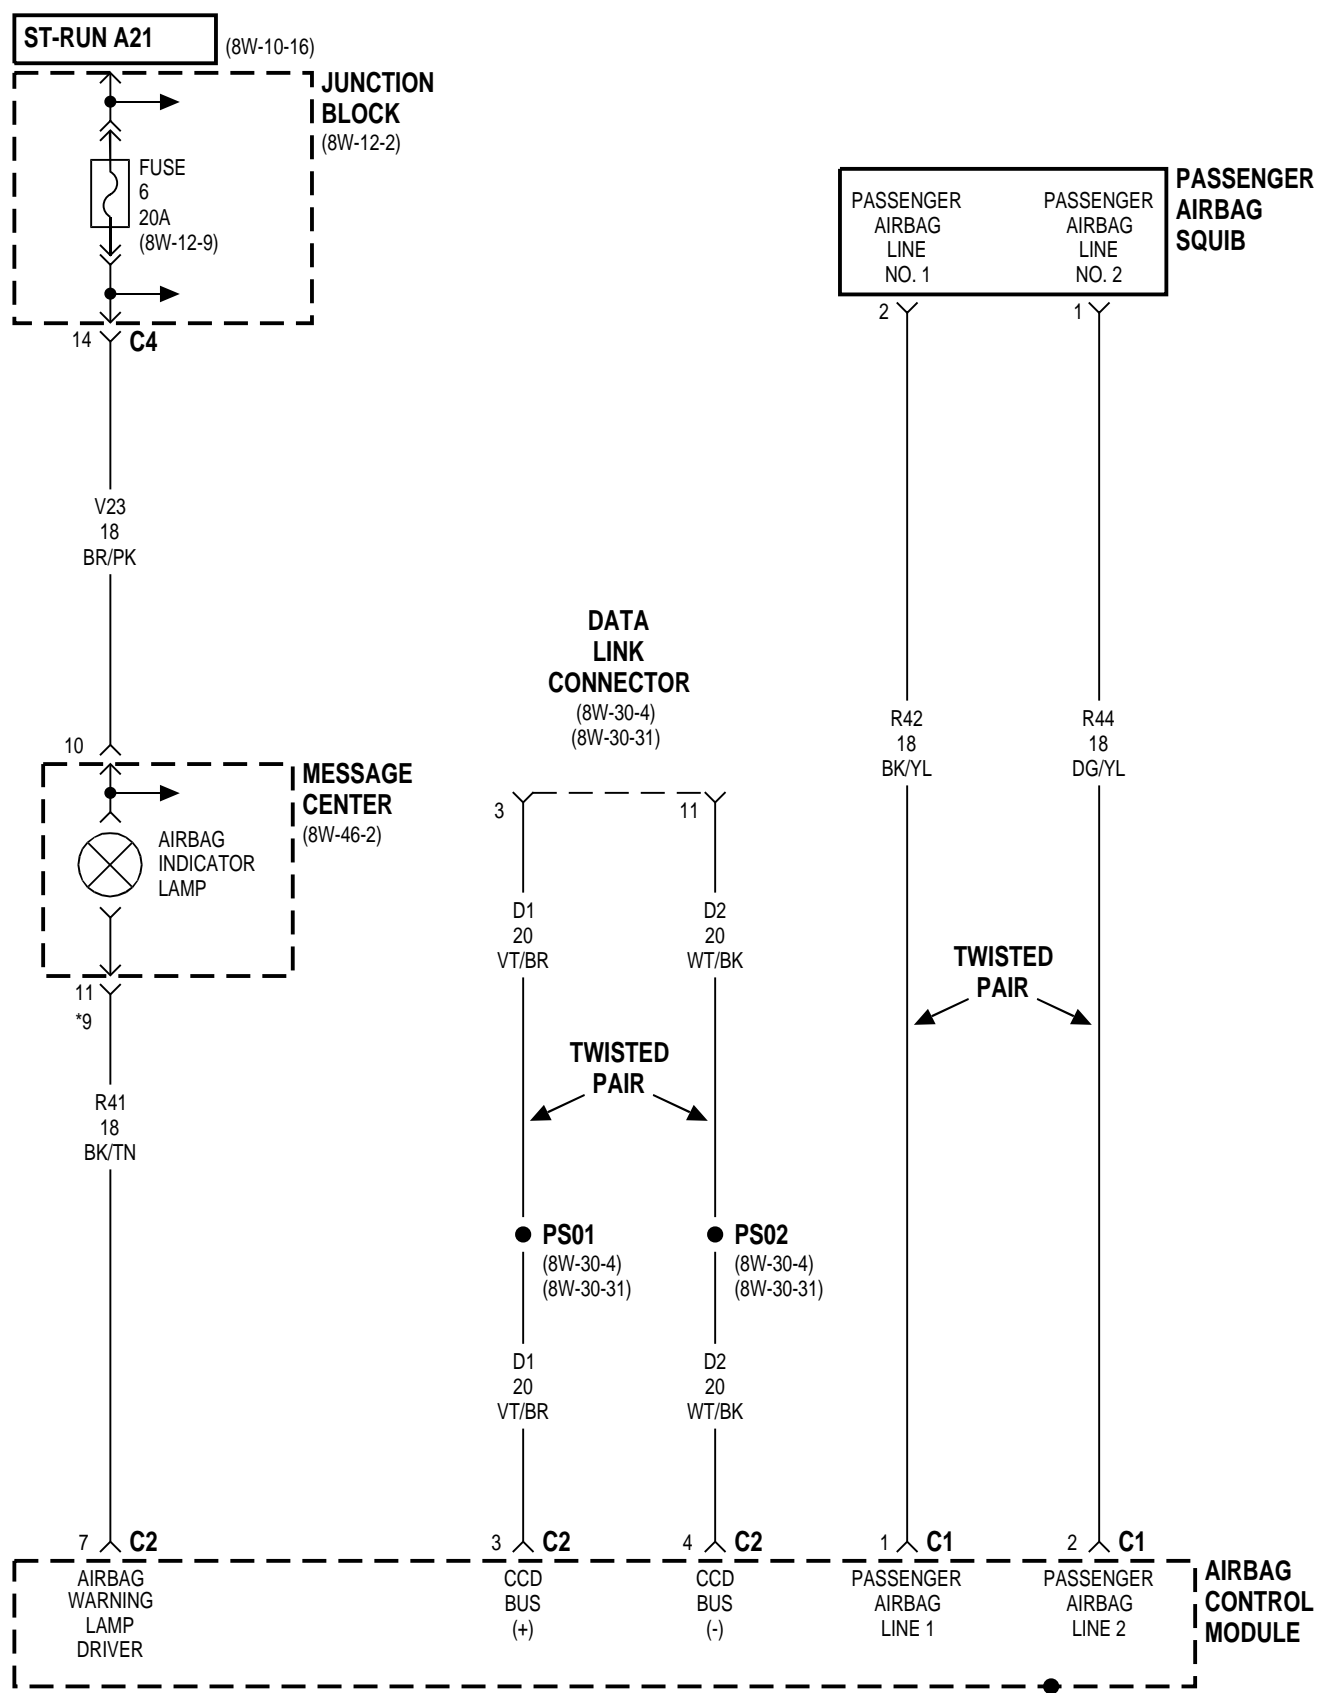 ST-RUN A21
(8W-10-16)
JUNCTION
BLOCK
(8W-12-2)
FUSE
6
20A
(8W-12-9)
14
C4
PASSENGER
AIRBAG
SQUIB
PASSENGER
AIRBAG
LINE
NO. 1
PASSENGER
AIRBAG
LINE
NO. 2
2
1
V23
18
BR/PK
DATA
LINK
CONNECTOR
(8W-30-4)
(8W-30-31)
R42
18
BK/YL
R44
18
DG/YL
10
MESSAGE
CENTER
(8W-46-2)
AIRBAG
INDICATOR
LAMP
11
*9
3
11
D1
20
VT/BR
D2
20
WT/BK
TWISTED
PAIR
TWISTED
PAIR
R41
18
BK/TN
PS01
(8W-30-4)
(8W-30-31)
PS02
(8W-30-4)
(8W-30-31)
D1
20
VT/BR
D2
20
WT/BK
7
C2
3
C2
4
C2
1
C1
2
C1
AIRBAG
WARNING
LAMP
DRIVER
CCD
BUS
(+)
CCD
BUS
(-)
PASSENGER
AIRBAG
LINE 1
PASSENGER
AIRBAG
LINE 2
AIRBAG
CONTROL
MODULE